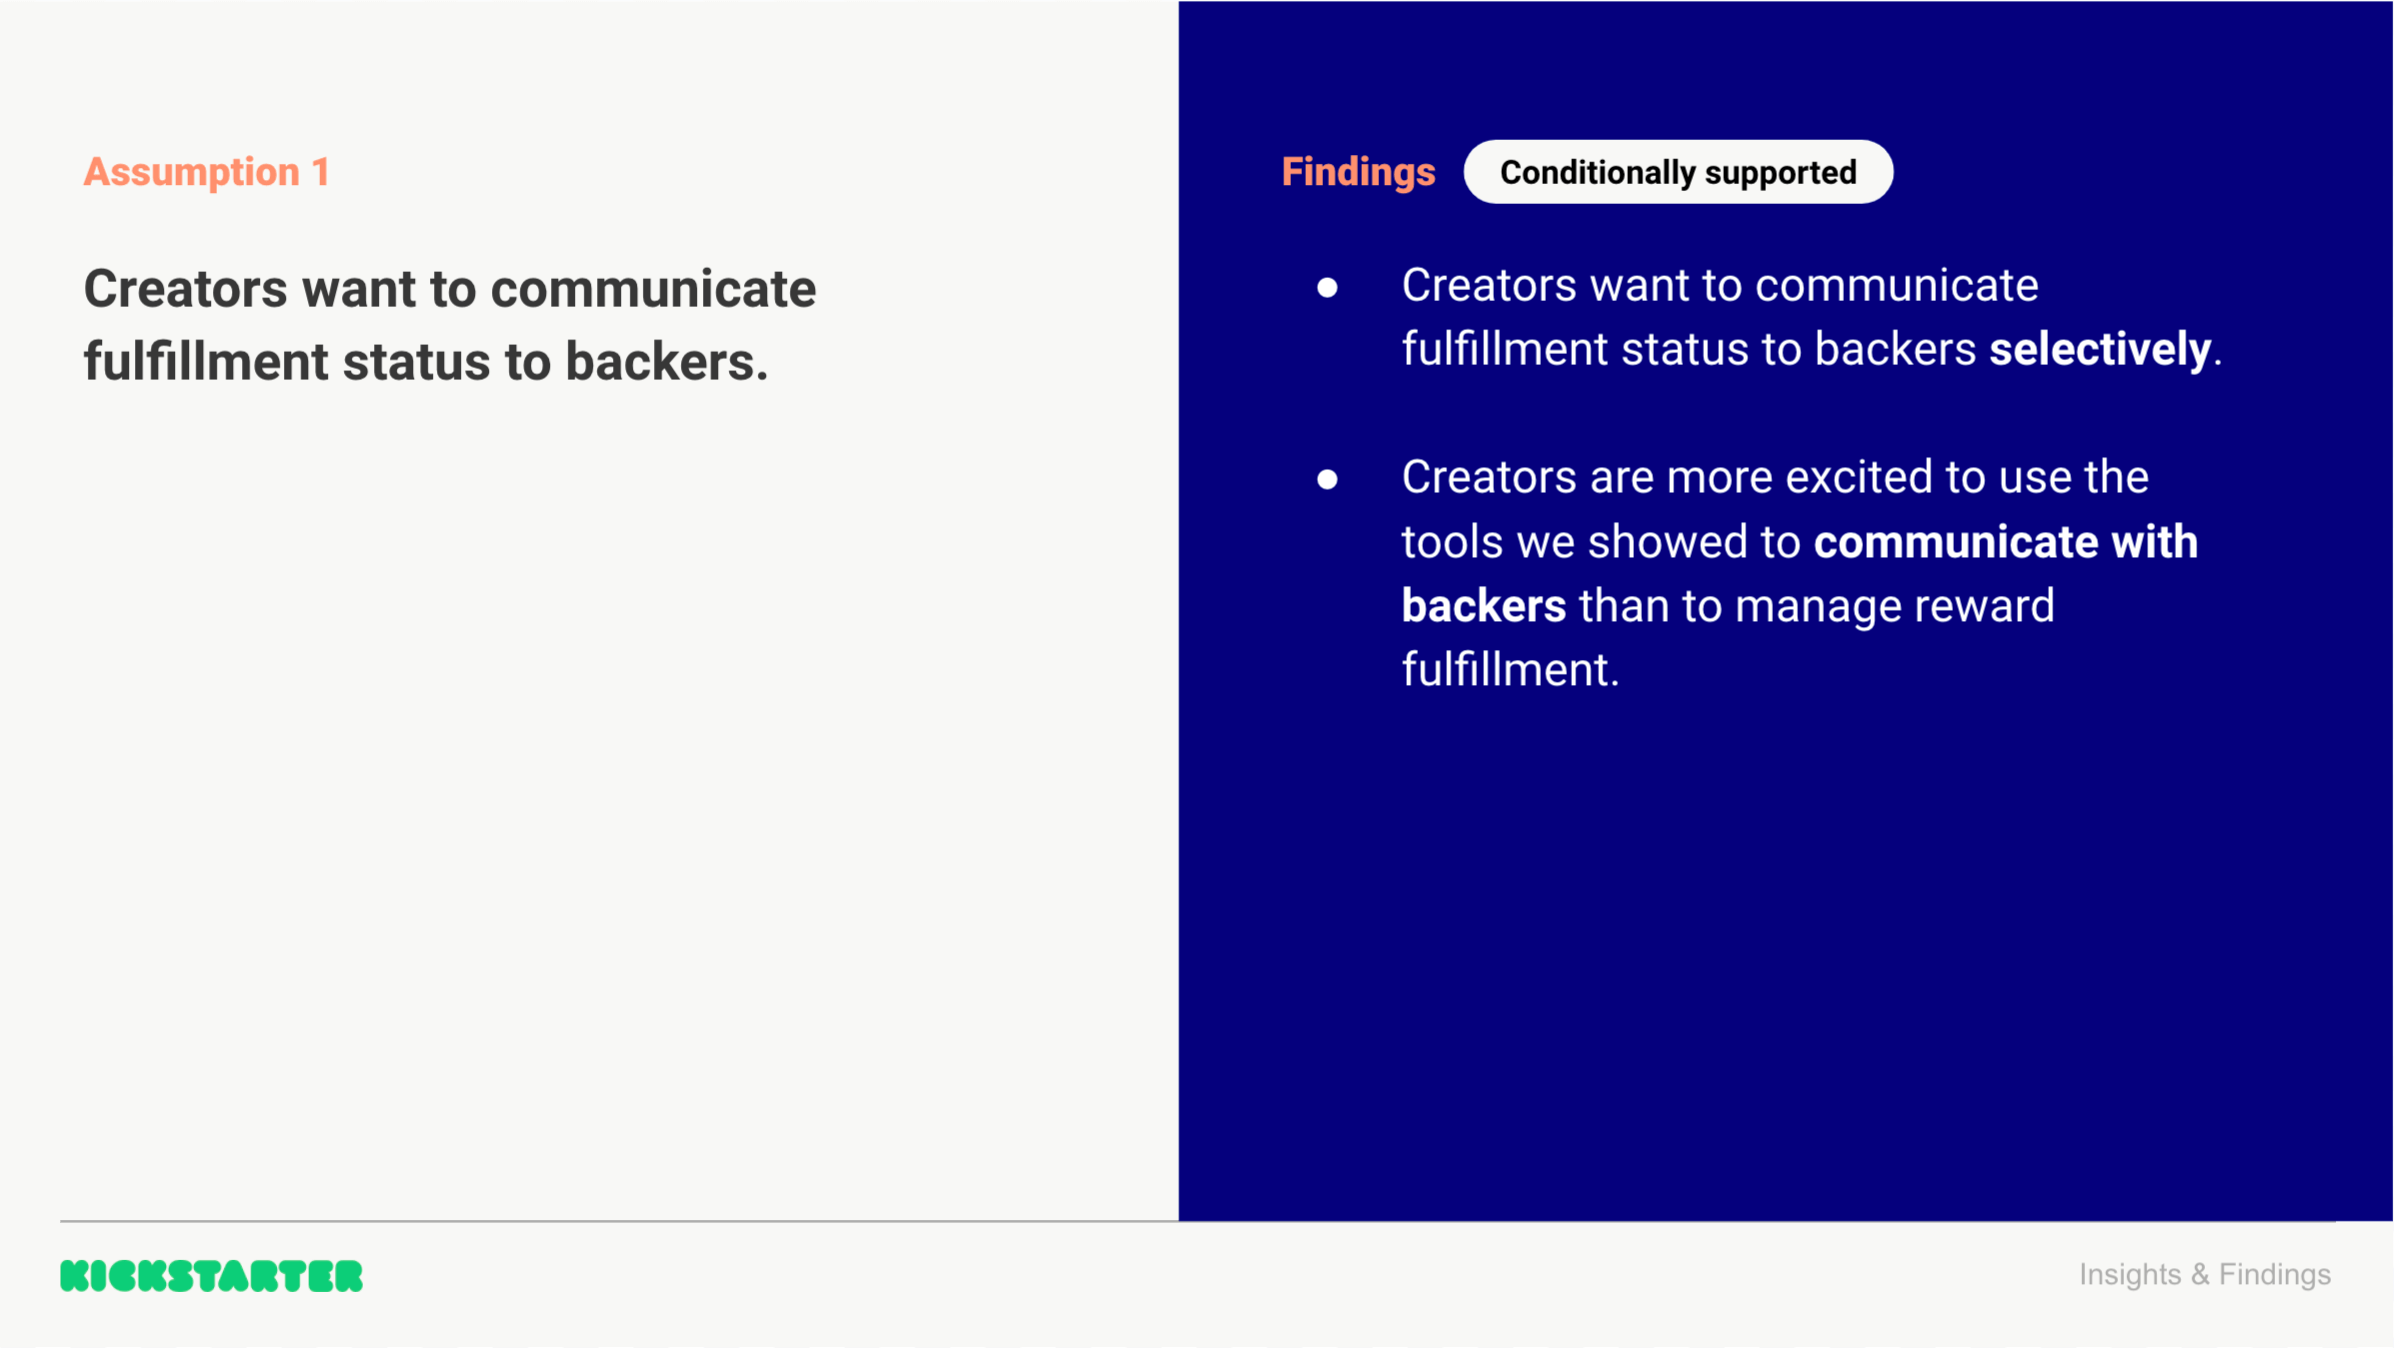 Assumption 1
Creators want to communicate
fulfillment status to backers.
Findings
Conditionally supported
● Creators want to communicate
fulfillment status to backers selectively.
● Creators are more excited to use the
tools we showed to communicate with
backers than to manage reward
fulfillment.
KICKSTARTER
Insights & Findings